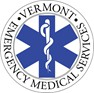 • VERMONT •
EMERGENCY MEDICAL SERVICES